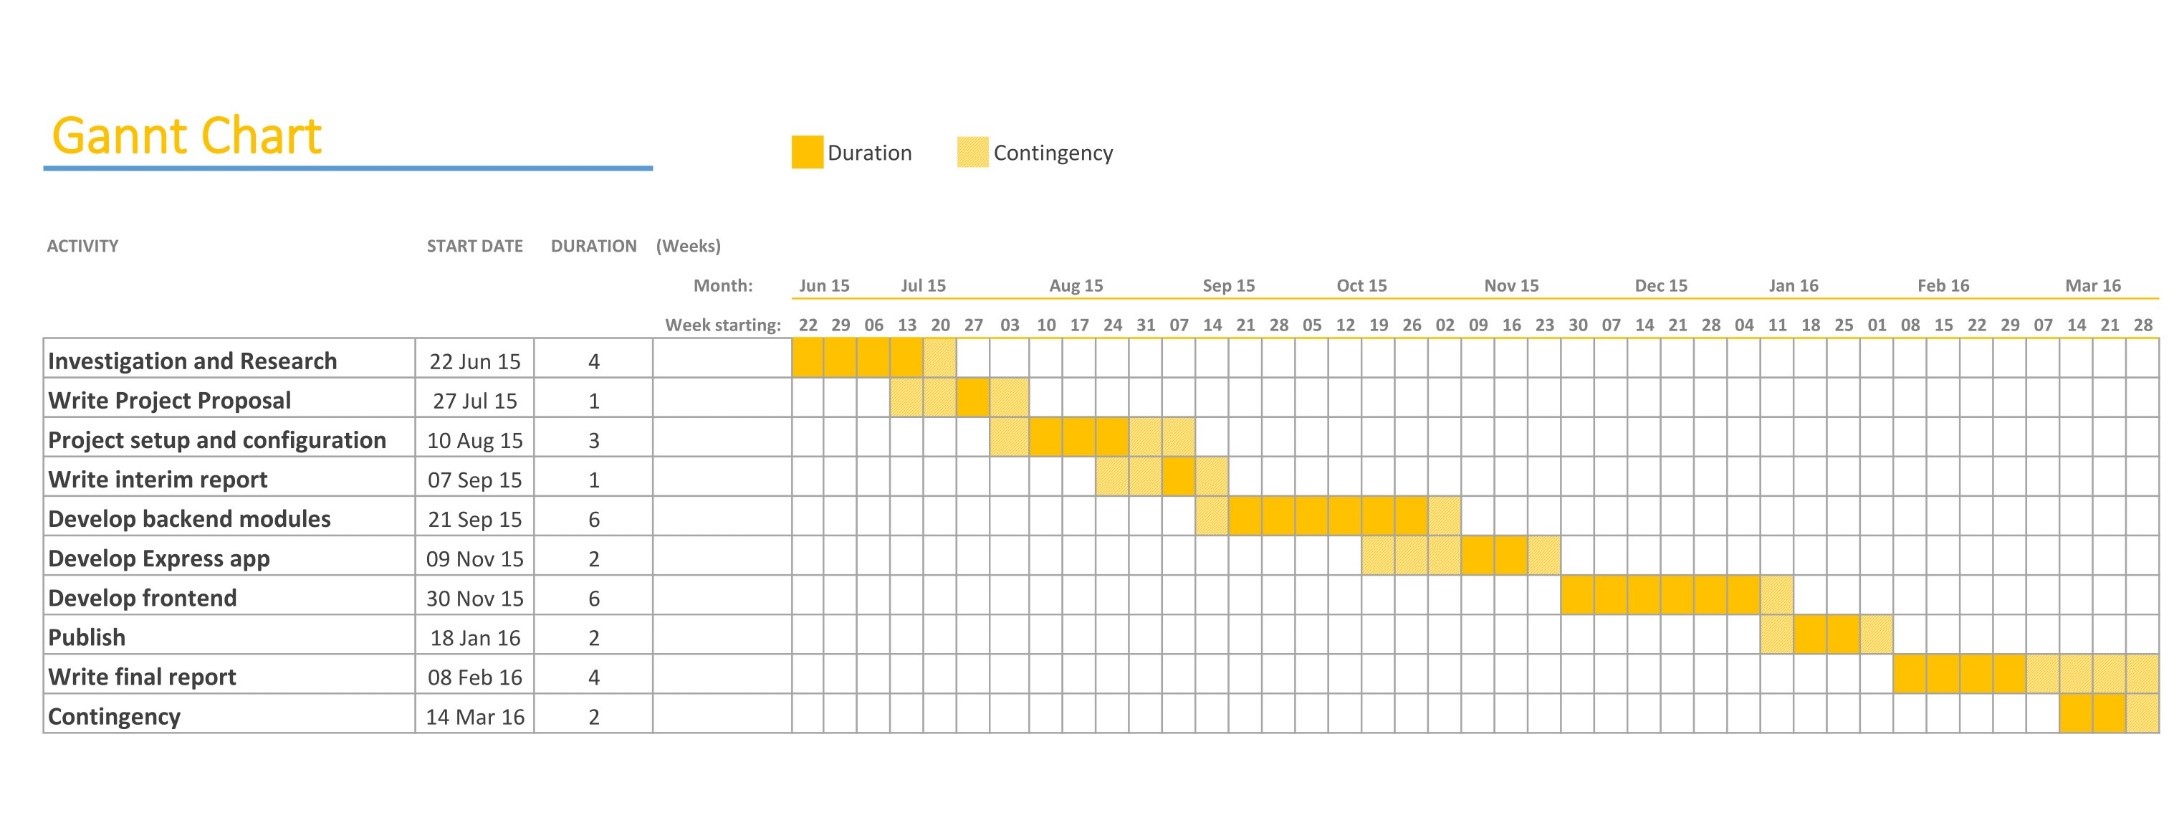 Gannt Chart
Duration Contingency
ACTIVITY START DATE DURATION (Weeks)
Month: Jun 15 Jul 15 Aug 15 Sep 15 Oct 15 Nov 15 Dec 15 Jan 16 Feb 16 Mar 16
Week starting: 22 29 06 13 20 27 03 10 17 24 31 07 14 21 28 05 12 19 26 02 09 16 23 30 07 14 21 28 04 11 18 25 01 08 15 22 29 07 14 21 28
Investigation and Research 22 Jun 15 4
Write Project Proposal 27 Jul 15 1
Project setup and configuration 10 Aug 15 3
Write interim report 07 Sep 15 1
Develop backend modules 21 Sep 15 6
Develop Express app 09 Nov 15 2
Develop frontend 30 Nov 15 6
Publish 18 Jan 16 2
Write final report 08 Feb 16 4
Contingency 14 Mar 16 2